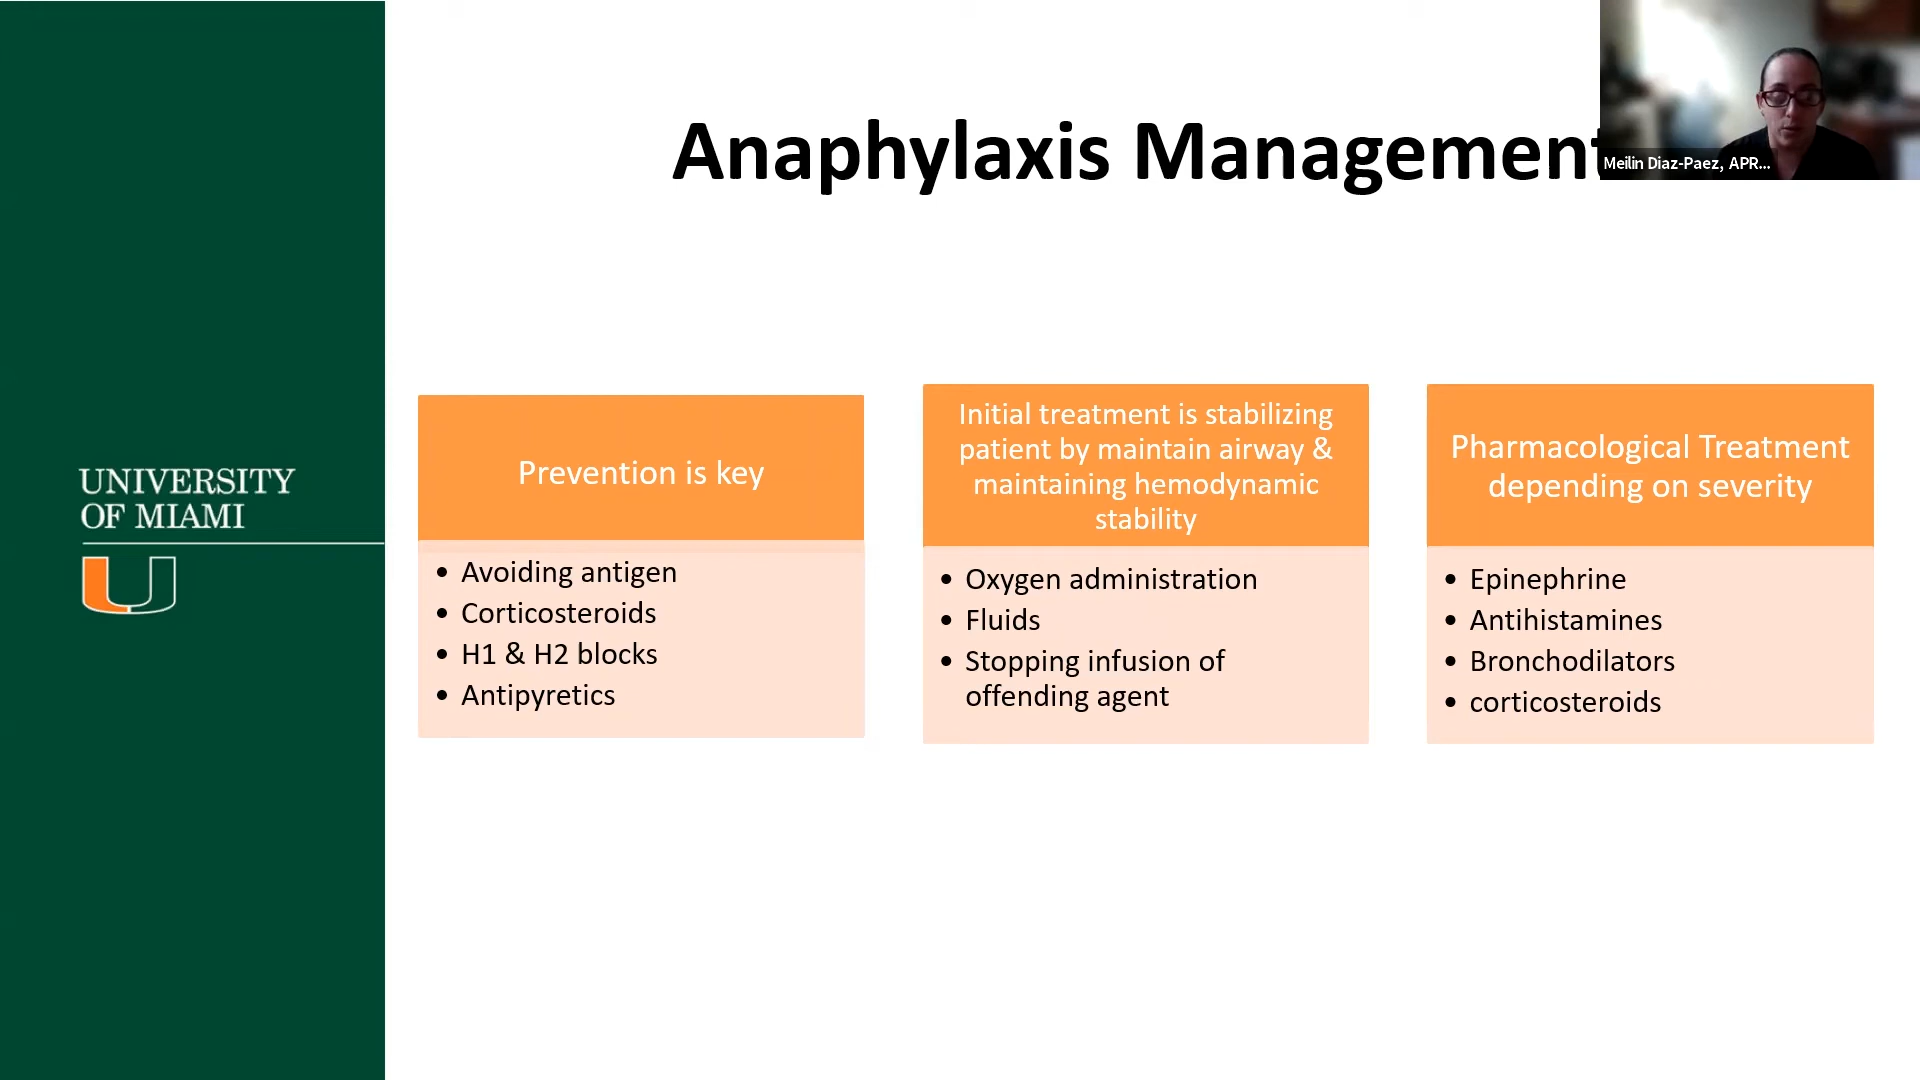 Anaphylaxis Management
Meilin Diaz-Paez, APR...
UNIVERSITY
OF MIAMI
Prevention is key
• Avoiding antigen
• Corticosteroids
• H1 & H2 blocks
• Antipyretics
Initial treatment is stabilizing
patient by maintain airway &
maintaining hemodynamic
stability
• Oxygen administration
• Fluids
• Stopping infusion of
offending agent
Pharmacological Treatment
depending on severity
• Epinephrine
• Antihistamines
• Bronchodilators
• corticosteroids